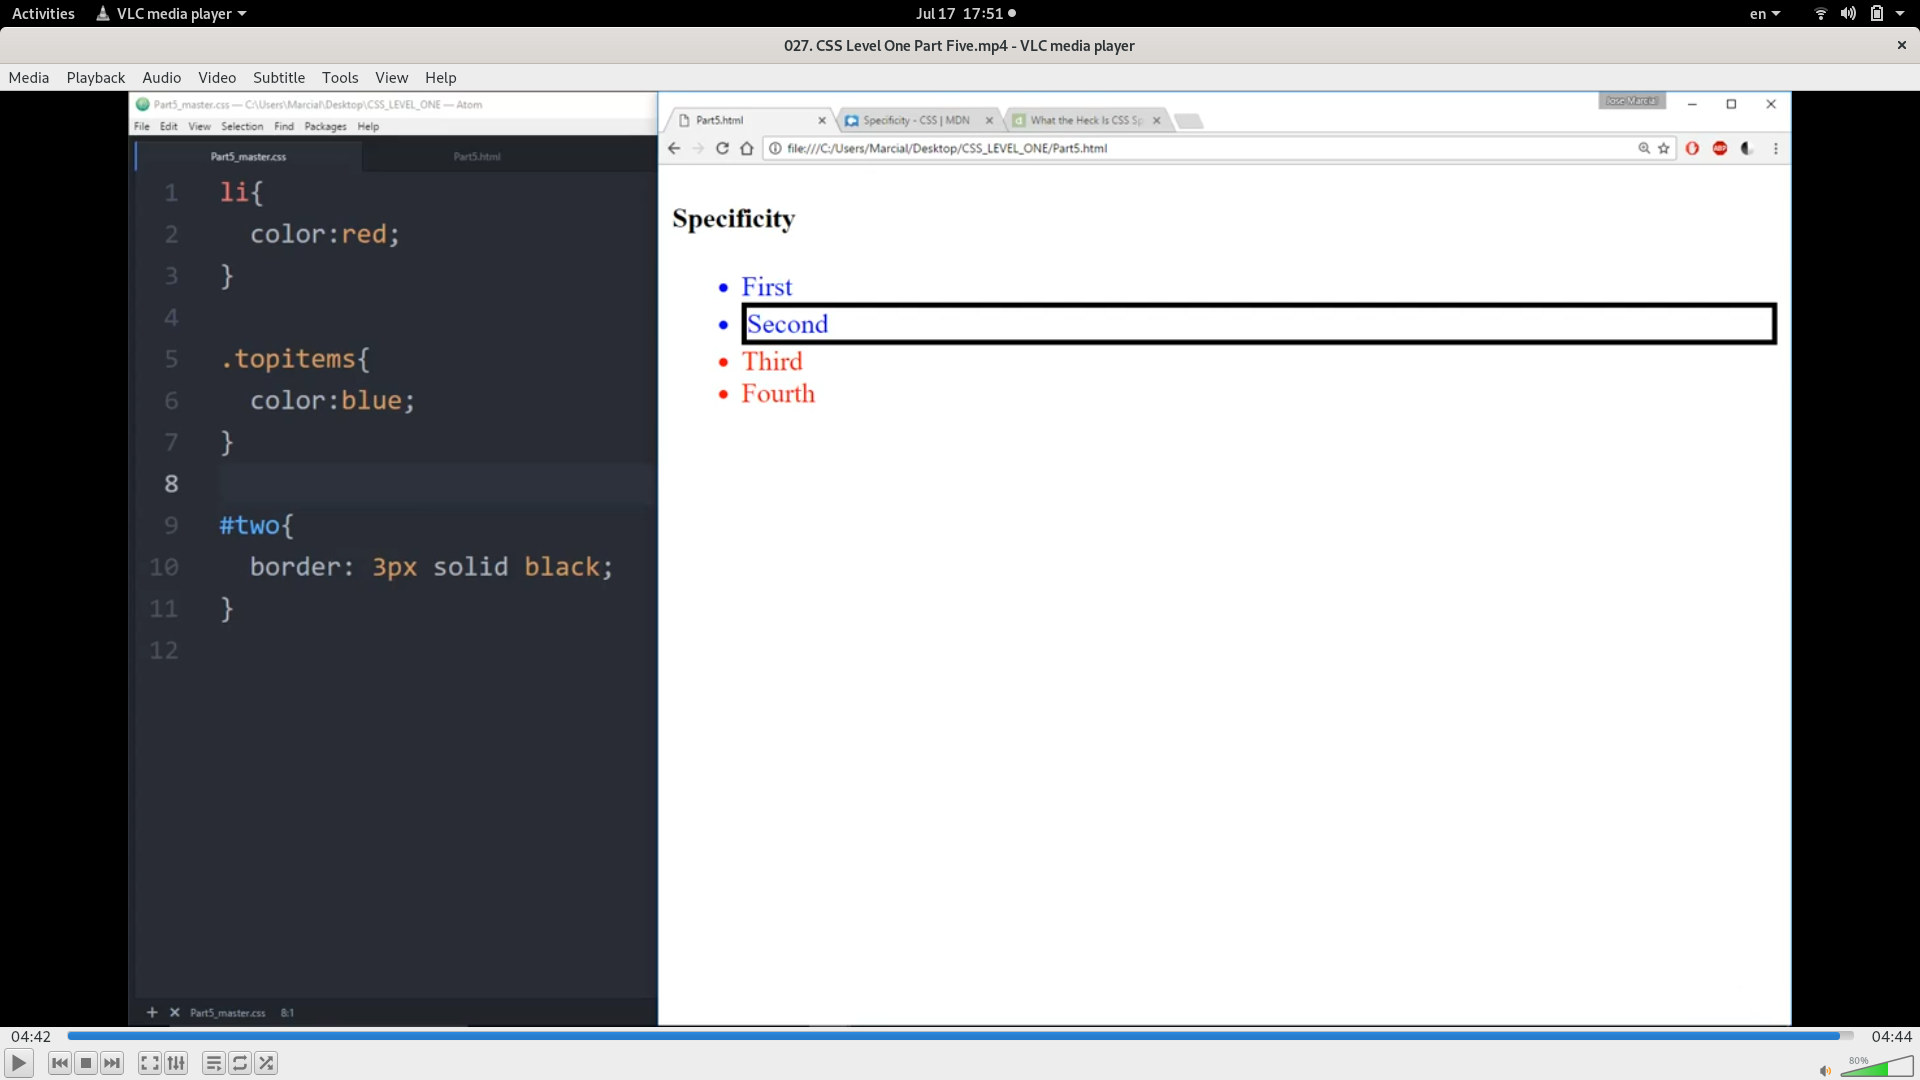 Activities VLC media player Jul 17 17:51 en
027. CSS Level One Part Five.mp4 - VLC media player
Media Playback Audio Video Subtitle Tools View Help
Part5_master.css — C:\Users\Marcial\Desktop\CSS_LEVEL_ONE — Atom
File Edit View Selection Find Packages Help
Part5_master.css Part5.html
1 li{
2 color:red;
3 }
4
5 .topitems{
6 color:blue;
7 }
8
9 #two{
10 border: 3px solid black;
11 }
12
Part5_master.css 8:1
Jose Marcial
Part5.html Specificity - CSS | MDN What the Heck Is CSS Sp
file:///C:/Users/Marcial/Desktop/CSS_LEVEL_ONE/Part5.html
ABP
Specificity
• First
• Second
• Third
• Fourth
04:42 04:44
80%